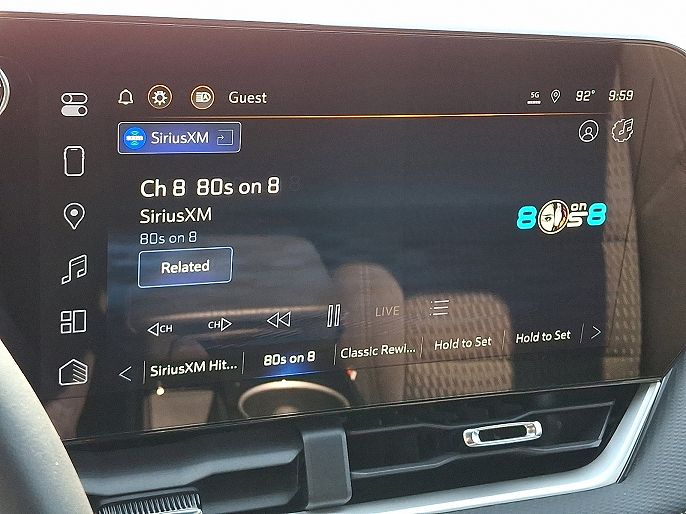 Guest
5G 92° 9:59
SiriusXM
Ch 8 80s on 8
SiriusXM
80s on 8
80s on 8
Related
CH CH LIVE
SiriusXM Hit... 80s on 8 Classic Rewi... Hold to Set Hold to Set